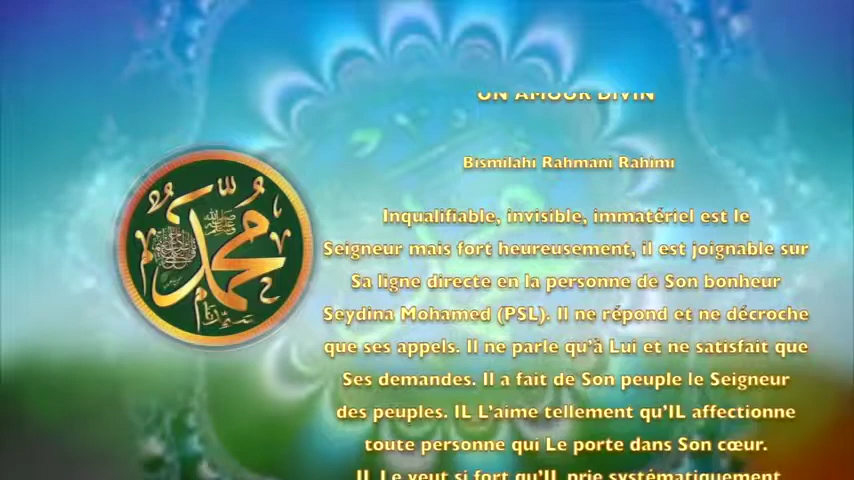 UN AMOUR DIVIN
Bismilahi Rahmani Rahimi
Inqualifiable, invisible, immatériel est le
Seigneur mais fort heureusement, il est joignable sur
Sa ligne directe en la personne de Son bonheur
Seydina Mohamed (PSL). Il ne répond et ne décroche
que ses appels. Il ne parle qu'à Lui et ne satisfait que
Ses demandes. Il a fait de Son peuple le Seigneur
des peuples. IL L'aime tellement qu'IL affectionne
toute personne qui Le porte dans Son cœur.
IL Le veut si fort qu'IL prie systématiquement
محمد